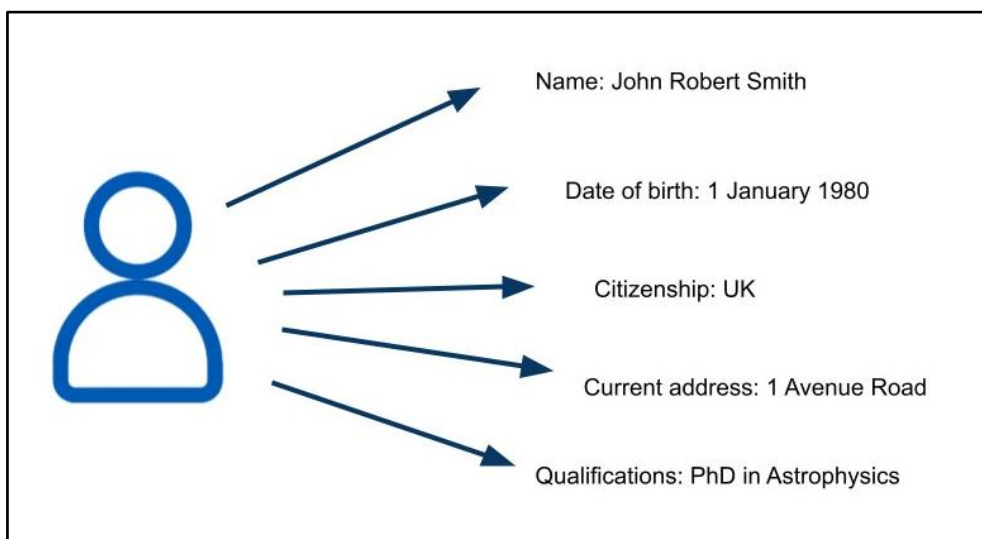 Name: John Robert Smith
Date of birth: 1 January 1980
Citizenship: UK
Current address: 1 Avenue Road
Qualifications: PhD in Astrophysics